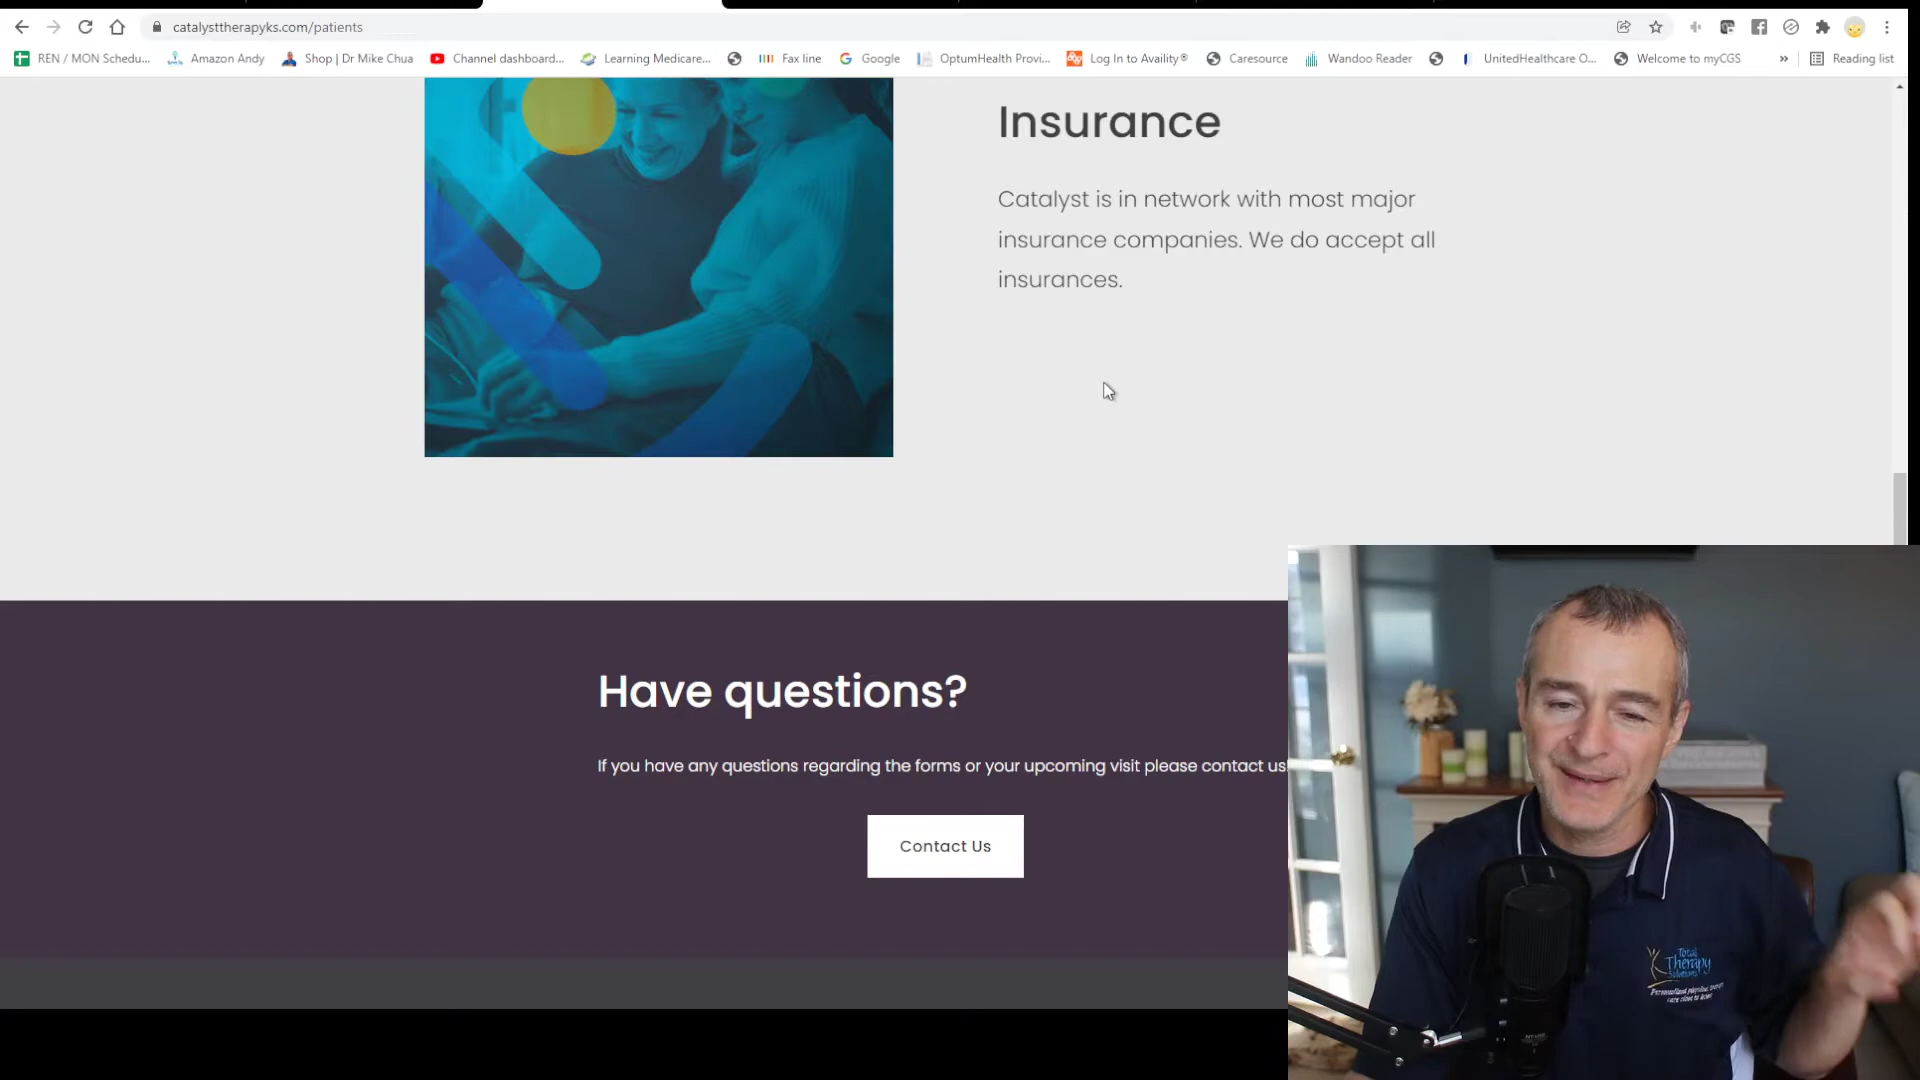 catalysttherapyks.com/patients
REN / MON Schedu... Amazon Andy Shop | Dr Mike Chua Channel dashboard... Learning Medicare... Fax line Google OptumHealth Provi... Log In to Availity® Caresource Wandoo Reader UnitedHealthcare O... Welcome to myCGS » Reading list
Insurance
Catalyst is in network with most major
insurance companies. We do accept all
insurances.
Have questions?
If you have any questions regarding the forms or your upcoming visit please contact us
Contact Us
Total
Therapy
Solutions